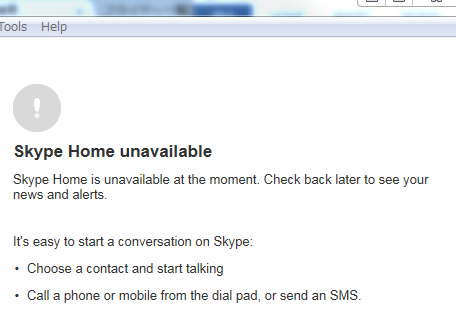 Tools Help
Skype Home unavailable
Skype Home is unavailable at the moment. Check back later to see your
news and alerts.
It's easy to start a conversation on Skype:
• Choose a contact and start talking
• Call a phone or mobile from the dial pad, or send an SMS.